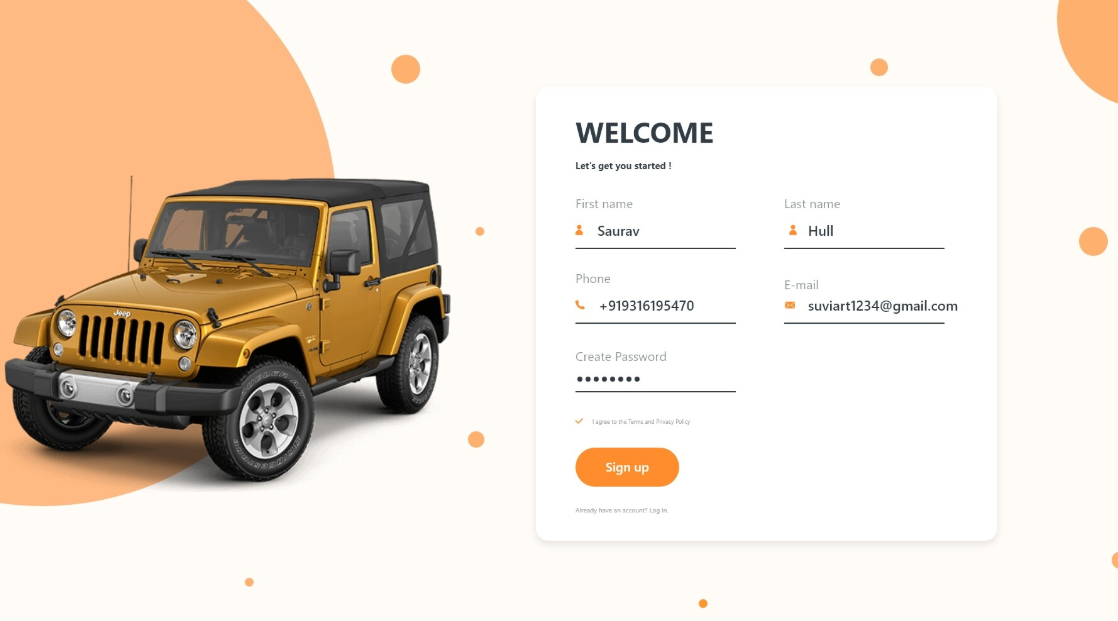 WELCOME
Let's get you started !
First name
Last name
Saurav
Hull
Phone
E-mail
+919316195470
suviart1234@gmail.com
Create Password
••••••••
I agree to the Terms and Privacy Policy
Sign up
Already have an account? Log In.
Jeep